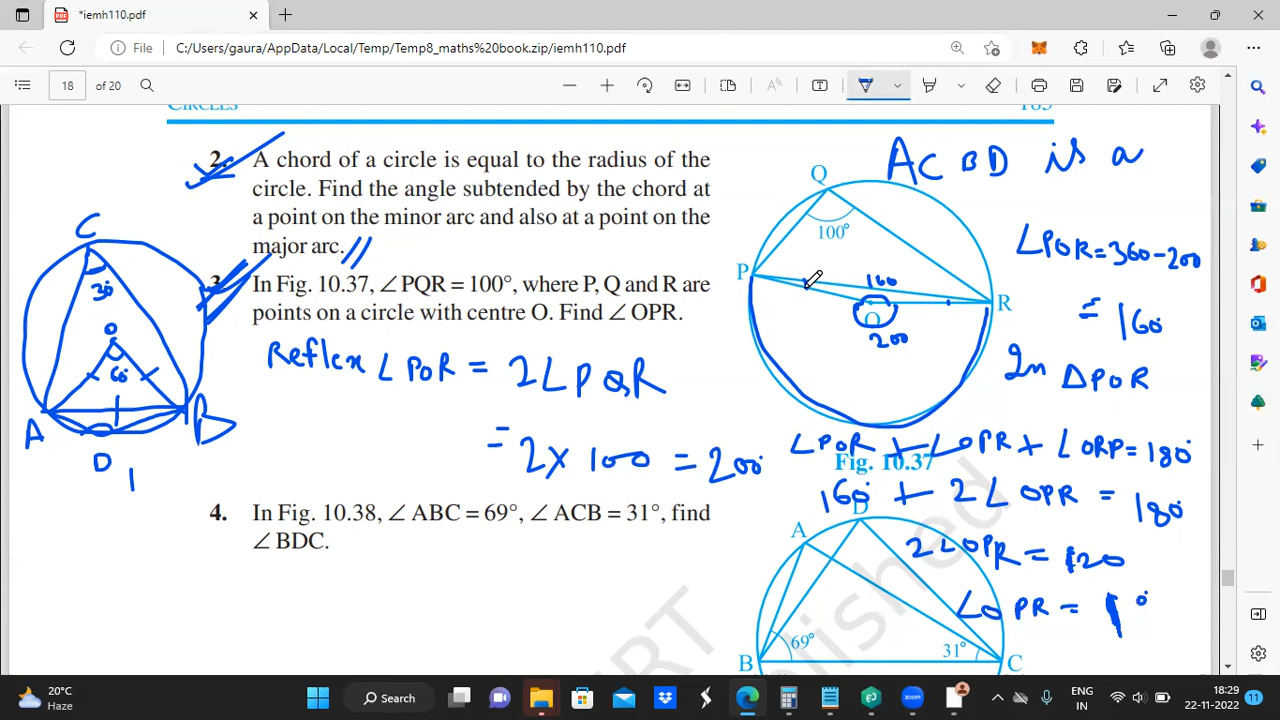 *iemh110.pdf
File
C:/Users/gaura/AppData/Local/Temp/Temp8_maths%20book.zip/iemh110.pdf
18 of 20
CIRCLES 185
2. A chord of a circle is equal to the radius of the
circle. Find the angle subtended by the chord at
a point on the minor arc and also at a point on the
major arc.
3. In Fig. 10.37, ∠ PQR = 100°, where P, Q and R are
points on a circle with centre O. Find ∠ OPR.
C
30
O
60
A
B
D
Reflex ∠ POR = 2∠PQR
= 2 × 100 = 200°
Q
100°
P
160
O
R
200
Fig. 10.37
ACBD is a
∠POR = 360 - 200
= 160
In ΔPOR
∠POR + ∠OPR + ∠ORP = 180°
160° + 2∠OPR = 180°
2∠OPR =
∠OPR =
4. In Fig. 10.38, ∠ ABC = 69°, ∠ ACB = 31°, find
∠ BDC.
A
D
69°
31°
B
C
not
RT
Published
20°C
Haze
Search
ENG
IN
18:29
22-11-2022
11